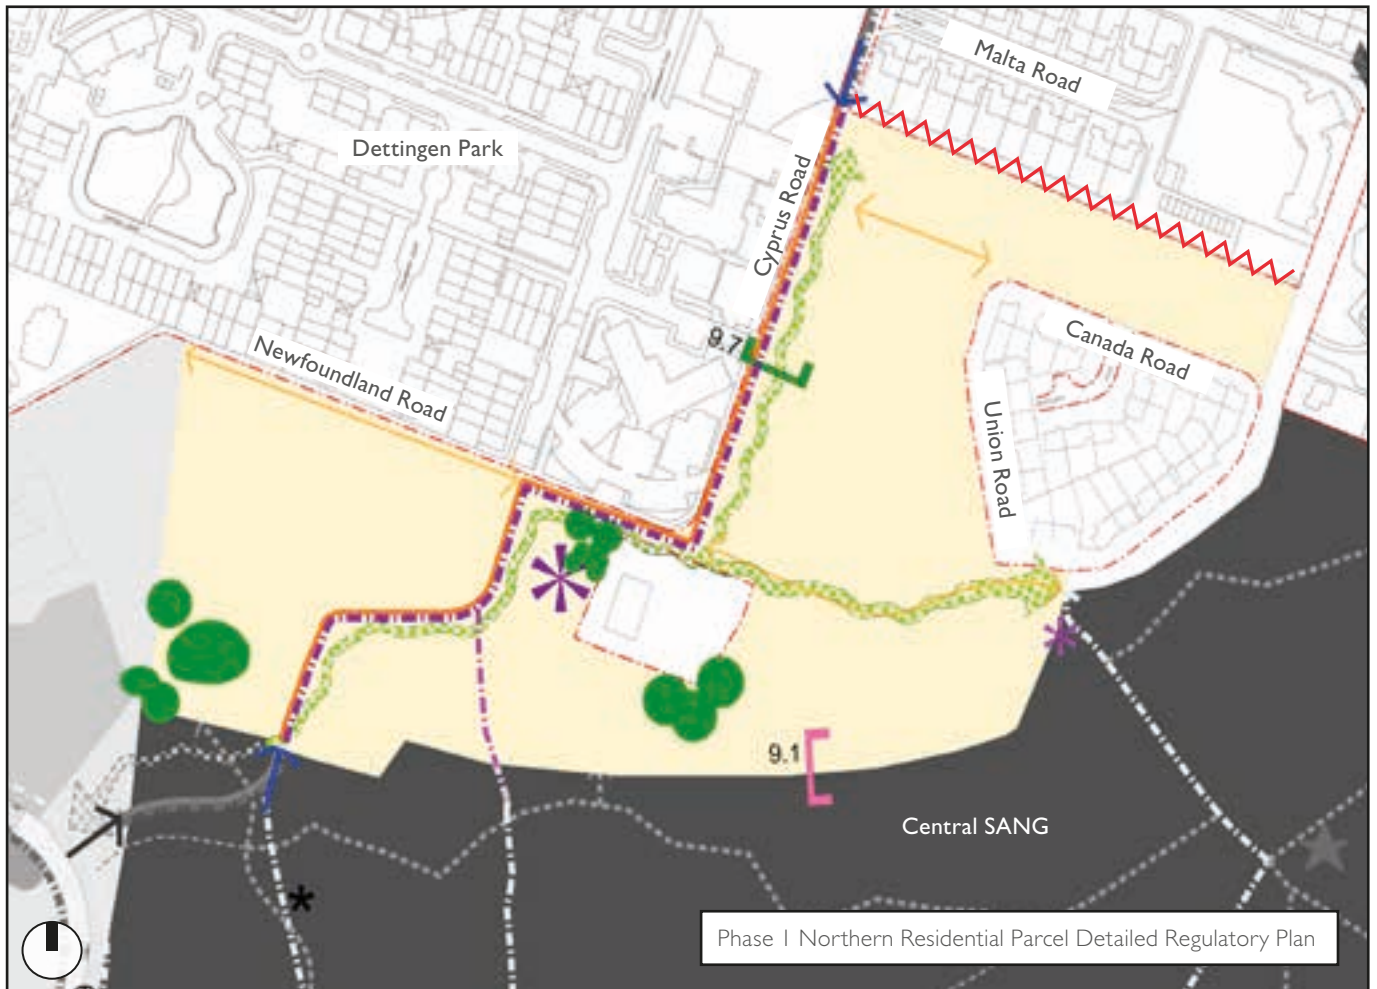 Malta Road
Dettingen Park
Cyprus Road
9.7
Newfoundland Road
Canada Road
Union Road
9.1
Central SANG
Phase 1 Northern Residential Parcel Detailed Regulatory Plan